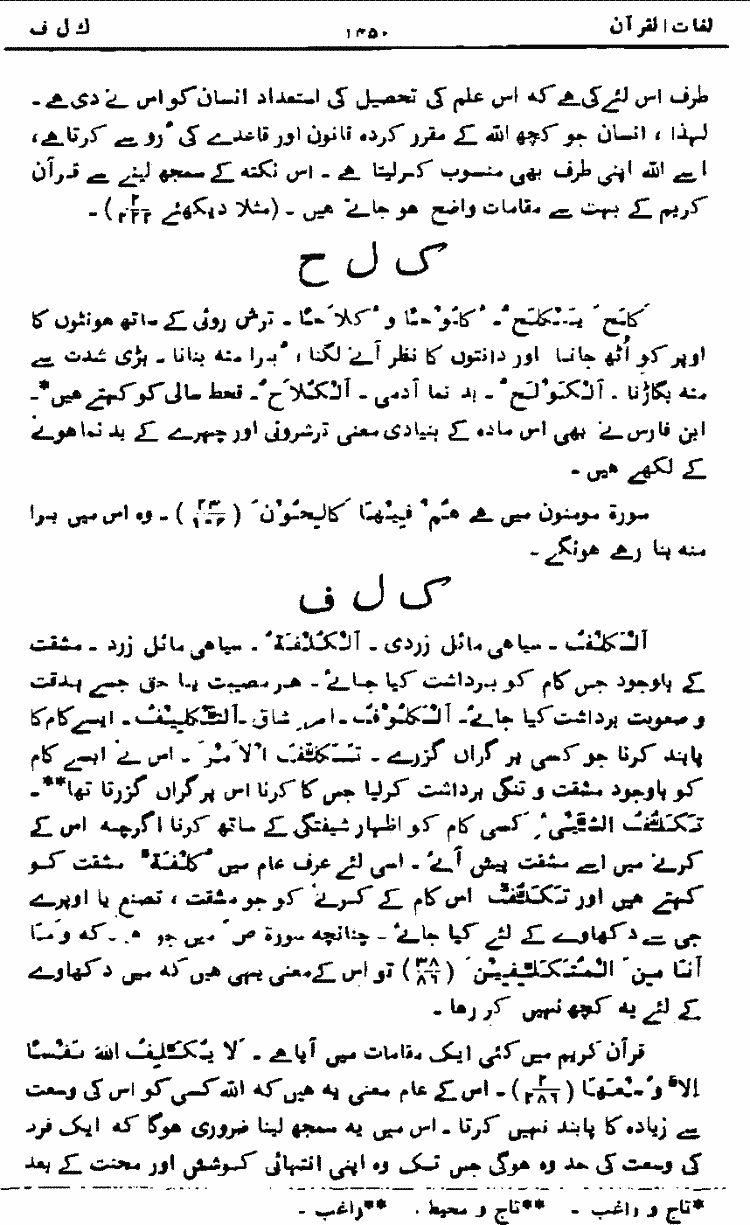 لغات القرآن ۱۴۵۰ ك ل ف
طرف اس لئے کی ہے کہ اس علم کی تحصیل کی استعداد انسان کو اس نے دی ہے ۔
لہذا ، انسان جو کچھ اللہ کے مقرر کردہ قانون اور قاعدے کی رُو سے کرتا ہے،
اسے اللہ اپنی طرف بھی منسوب کرلیتا ہے ۔ اس نکتہ کے سمجھ لینے سے قرآن
کریم کے بہت سے مقامات واضح ہو جاتے ہیں ۔ (مثلا دیکھئے ) ۔
ک ل ح
كَلَحَ يَكْلَحُ ۔ كُلُوْحًا و كُلَاحًا ۔ ترش روئی کے ساتھ ہونٹوں کا
اوپر کو اُٹھ جانا اور دانتوں کا نظر آنے لگنا ، بُرا منہ بنانا ۔ بڑی شدت سے
منہ بگاڑنا ۔ اَلْكَوْلَحُ ۔ بد نما آدمی ۔ اَلْكُلَاحُ ۔ قحط سالی کو کہتے ہیں* ۔
ابن فارس نے بھی اس مادہ کے بنیادی معنی ترشروئی اور چہرے کے بد نما ہونے
کے لکھے ہیں ۔
سورۃ مومنون میں ہے هُمْ فِيْهَا كَالِحُوْنَ (۲۳/۱۰۴) ۔ وہ اس میں برا
منہ بنا رہے ہونگے ۔
ک ل ف
اَلْكَلَفُ ۔ سیاہی مائل زردی ۔ اَلْكُلْفَةُ ۔ سیاہی مائل زرد ۔ مشقت
کے باوجود جس کام کو برداشت کیا جائے ۔ ہر مصیبت یا حق جسے بدقت
و صعوبت برداشت کیا جائے ۔ اَلْكَلُوْفُ ۔ امر شاق ۔ اَلتَّكْلِيْفُ ۔ ایسے کام کا
پابند کرنا جو کسی پر گراں گزرے ۔ تَكَلَّفَ الْاَمْرَ ۔ اس نے ایسے کام
کو باوجود مشقت و تنگی برداشت کرلیا جس کا کرنا اس پر گراں گزرتا تھا** ۔
تَكَلُّفُ الشَّيْئِ ۔ کسی کام کو اظہار شیفتگی کے ساتھ کرنا اگرچہ اس کے
کرنے میں اسے مشقت پیش آئے ۔ اسی لئے عرف عام میں كُلْفَةٌ مشقت کو
کہتے ہیں اور تَكَلُّفٌ اس کام کے کرنے کو جو مشقت ، تصنع یا اوپرے
جی سے دکھاوے کے لئے کیا جائے ۔ چنانچہ سورۃ صٓ میں جو ہے ۔ کہ وَمَا
اَنَا مِنَ الْمُتَكَلِّفِيْنَ (۳۸/۸۶) تو اس کے معنی یہی ہیں کہ میں دکھاوے
کے لئے یہ کچھ نہیں کر رہا ۔
قرآن کریم میں کئی ایک مقامات میں آیا ہے ۔ لَا يُكَلِّفُ اللهُ نَفْسًا
اِلَّا وُسْعَهَا (۲/۲۸۶) ۔ اس کے عام معنی یہ ہیں کہ اللہ کسی کو اس کی وسعت
سے زیادہ کا پابند نہیں کرتا ۔ اس میں یہ سمجھ لینا ضروری ہوگا کہ ایک فرد
کی وسعت کی حد وہ ہوگی جس تک وہ اپنی انتہائی کوشش اور محنت کے بعد
*تاج و راغب ۔ **تاج و محیط . **راغب ۔